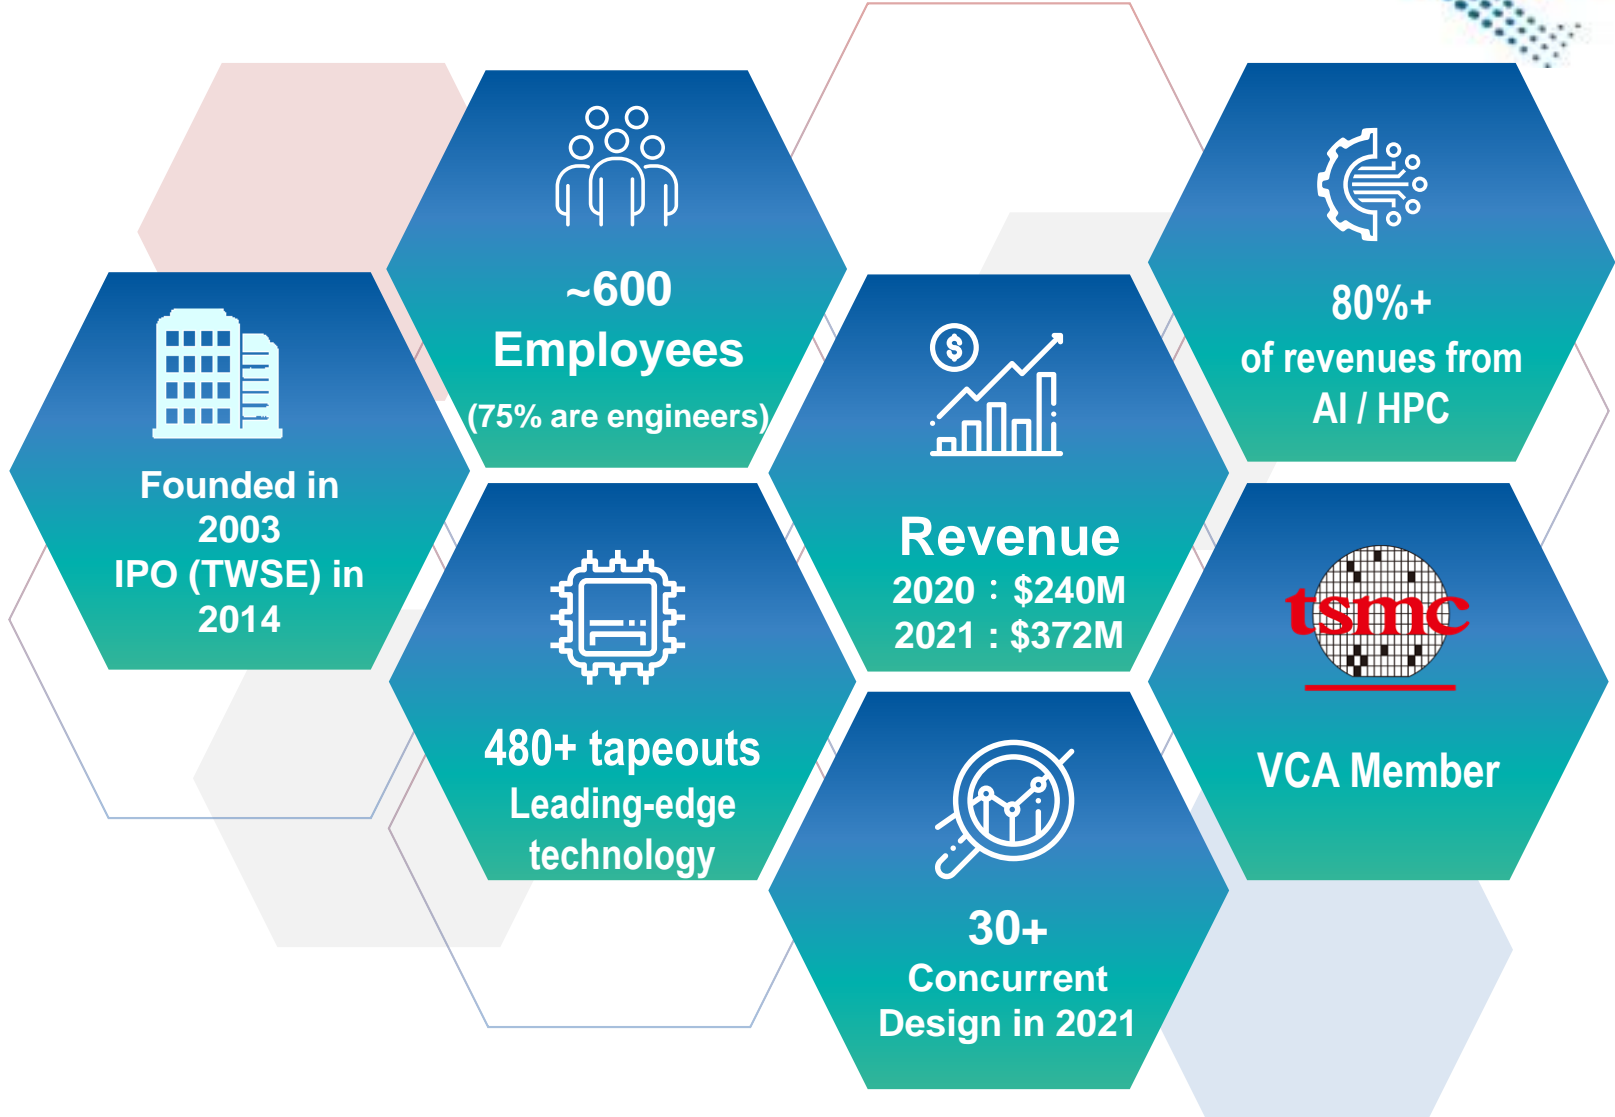 ~600
Employees
(75% are engineers)
80%+
of revenues from
AI / HPC
Founded in
2003
IPO (TWSE) in
2014
$
Revenue
2020：$240M
2021 : $372M
480+ tapeouts
Leading-edge
technology
tsmc
VCA Member
30+
Concurrent
Design in 2021